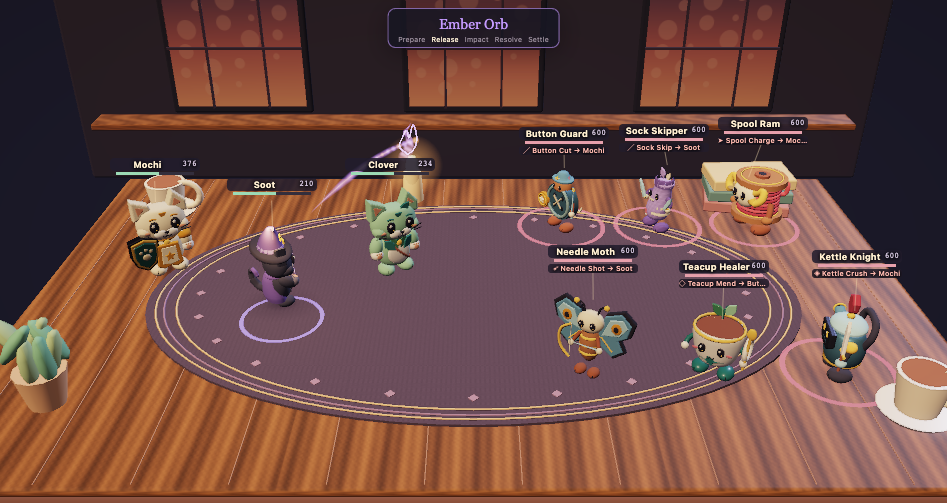 Ember Orb
Prepare Release Impact Resolve Settle
Mochi 376
Soot 210
Clover 234
Button Guard 600
⟋ Button Cut → Mochi
Sock Skipper 600
⟋ Sock Skip → Soot
Spool Ram 600
➤ Spool Charge → Moc...
Needle Moth 600
➶ Needle Shot → Soot
Teacup Healer 600
◇ Teacup Mend → But...
Kettle Knight 600
◈ Kettle Crush → Mochi